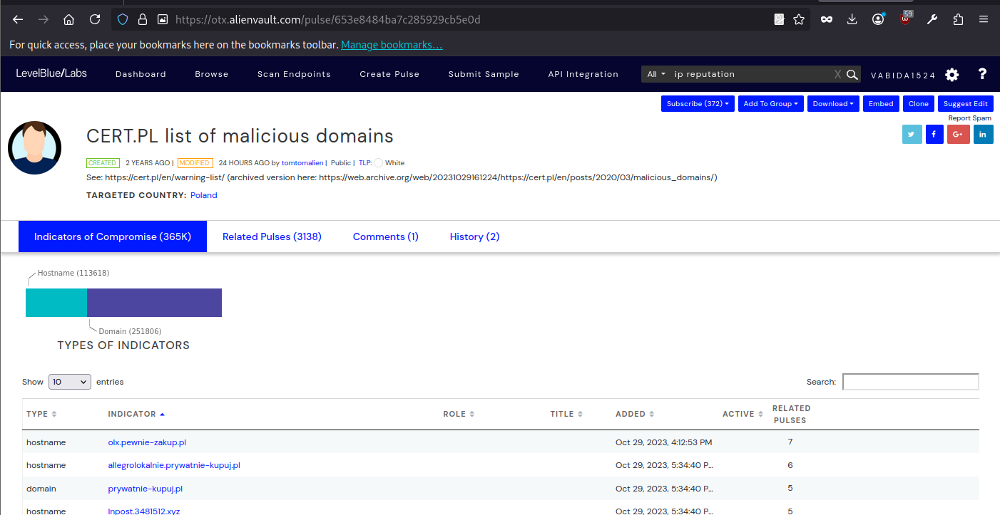 https://otx.alienvault.com/pulse/653e8484ba7c285929cb5e0d
59
For quick access, place your bookmarks here on the bookmarks toolbar. Manage bookmarks...
LevelBlue/Labs Dashboard Browse Scan Endpoints Create Pulse Submit Sample API Integration All ip reputation X VABIDA1524 ?
Subscribe (372) Add To Group Download Embed Clone Suggest Edit
Report Spam
CERT.PL list of malicious domains
CREATED 2 YEARS AGO | MODIFIED 24 HOURS AGO by tomtomalien | Public | TLP: White
See: https://cert.pl/en/warning-list/ (archived version here: https://web.archive.org/web/20231029161224/https://cert.pl/en/posts/2020/03/malicious_domains/)
TARGETED COUNTRY: Poland
Indicators of Compromise (365K) Related Pulses (3138) Comments (1) History (2)
Hostname (113618)
Domain (251806)
TYPES OF INDICATORS
Show 10 entries Search:
TYPE INDICATOR ROLE TITLE ADDED ACTIVE RELATED PULSES
hostname olx.pewnie-zakup.pl Oct 29, 2023, 4:12:53 PM 7
hostname allegrolokalnie.prywatnie-kupuj.pl Oct 29, 2023, 5:34:40 P... 6
domain prywatnie-kupuj.pl Oct 29, 2023, 5:34:40 P... 5
hostname lnpost.3481512.xyz Oct 29, 2023, 5:34:40 P... 5